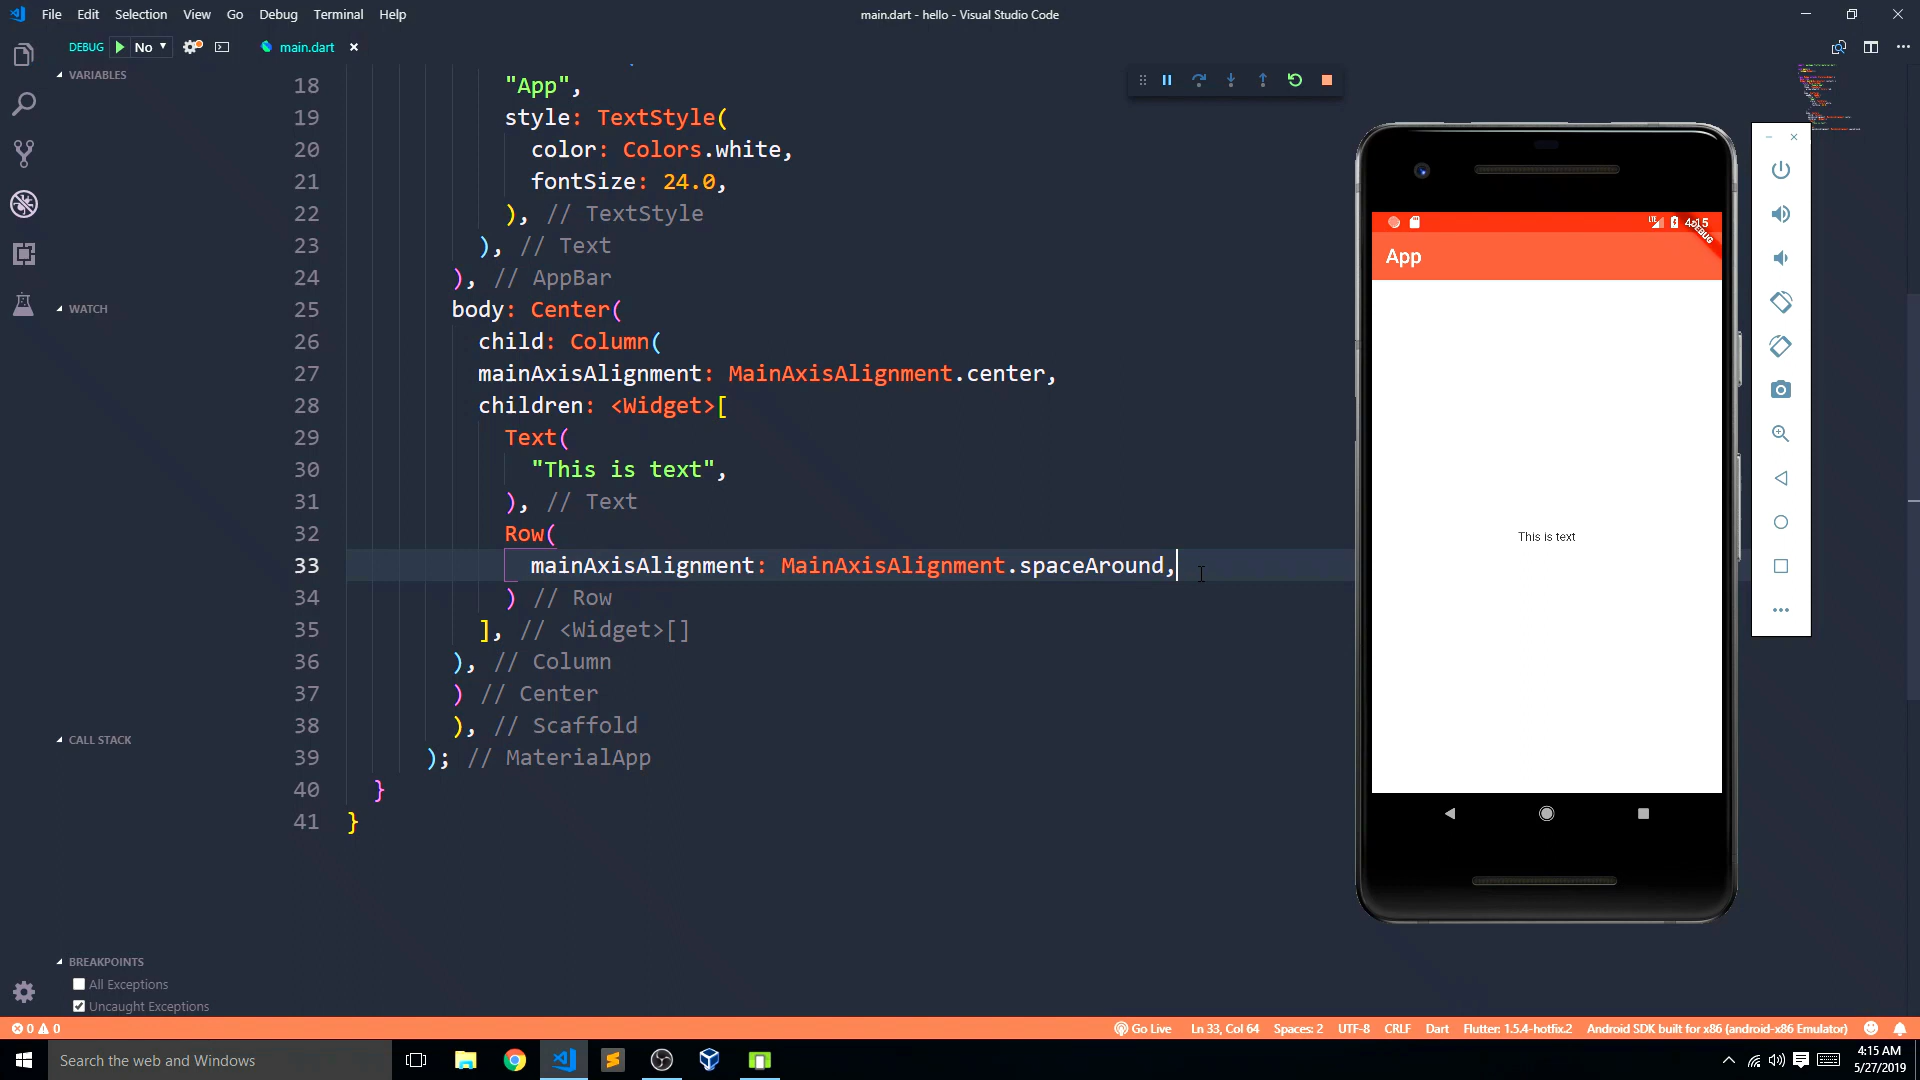 File Edit Selection View Go Debug Terminal Help
main.dart - hello - Visual Studio Code
DEBUG No
main.dart
VARIABLES
WATCH
CALL STACK
BREAKPOINTS
All Exceptions
Uncaught Exceptions
18 "App",
19 style: TextStyle(
20 color: Colors.white,
21 fontSize: 24.0,
22 ), // TextStyle
23 ), // Text
24 ), // AppBar
25 body: Center(
26 child: Column(
27 mainAxisAlignment: MainAxisAlignment.center,
28 children: <Widget>[
29 Text(
30 "This is text",
31 ), // Text
32 Row(
33 mainAxisAlignment: MainAxisAlignment.spaceAround,
34 ) // Row
35 ], // <Widget>[]
36 ), // Column
37 ) // Center
38 ), // Scaffold
39 ); // MaterialApp
40 }
41 }
LTE 4:15
DEBUG
App
This is text
0 0
Go Live Ln 33, Col 64 Spaces: 2 UTF-8 CRLF Dart Flutter: 1.5.4-hotfix.2 Android SDK built for x86 (android-x86 Emulator)
Search the web and Windows
4:15 AM
5/27/2019